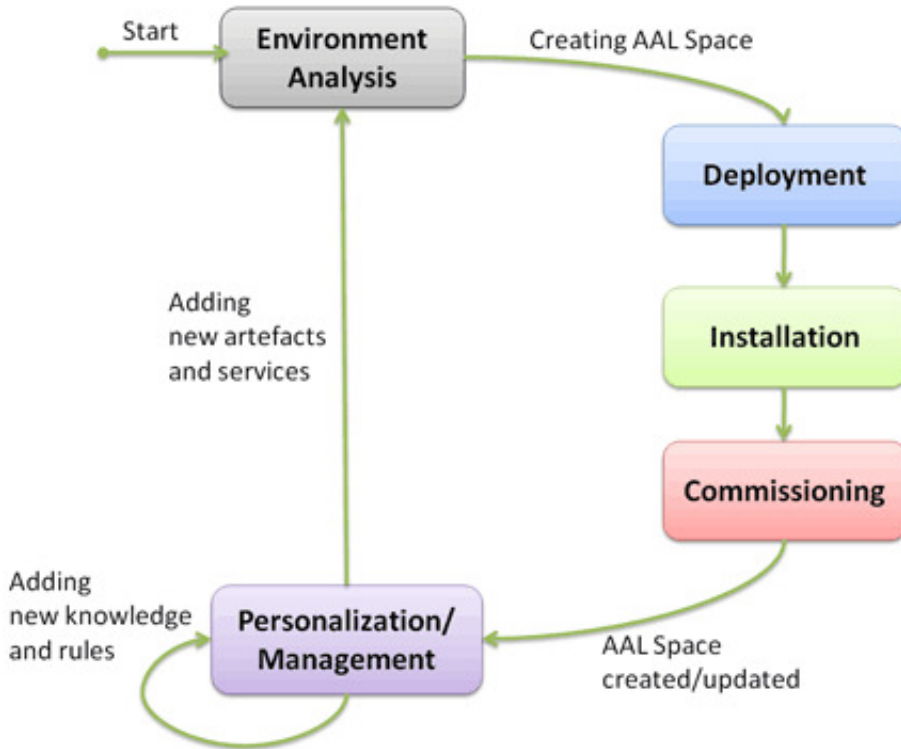 Start
Environment
Analysis
Creating AAL Space
Deployment
Installation
Commissioning
AAL Space
created/updated
Personalization/
Management
Adding
new knowledge
and rules
Adding
new artefacts
and services